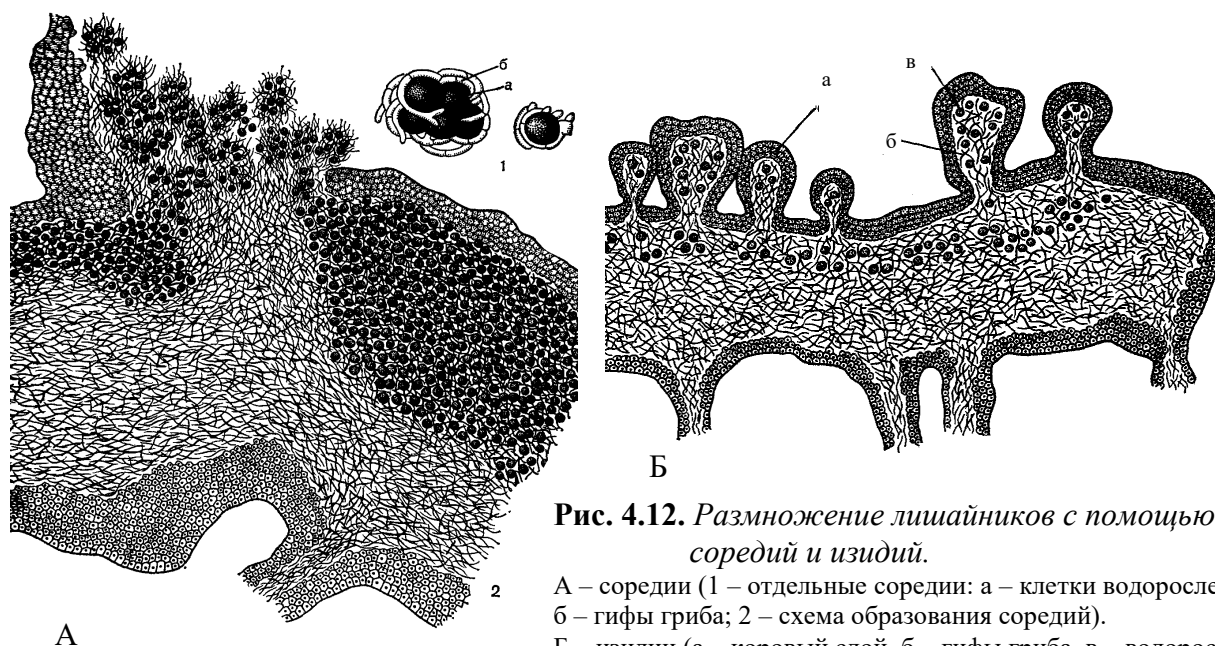 б
а
1
2
А
а
в
б
Б
Рис. 4.12. Размножение лишайников с помощью
соредий и изидий.
А – соредии (1 – отдельные соредии: а – клетки
б – гифы гриба; 2 – схема образования соредий).